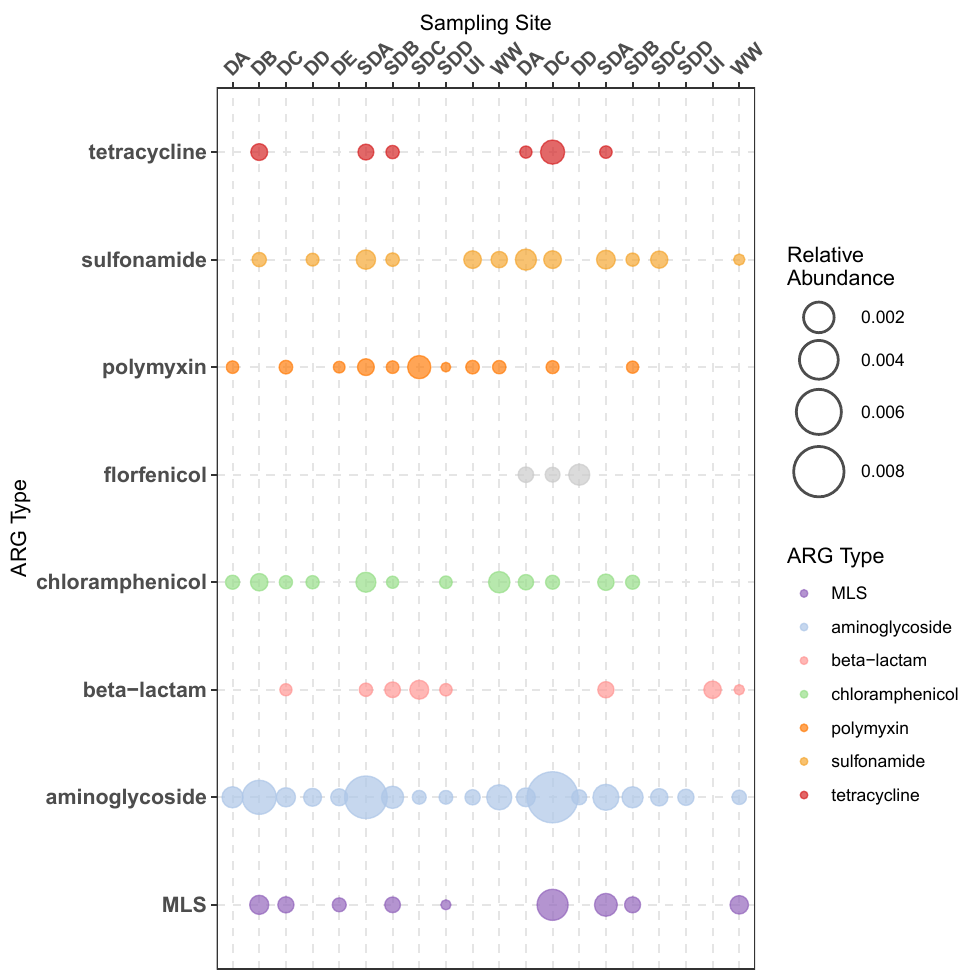 Sampling Site
DA DB DC DD DE SDA SDB SDC SDD UI WW DA DC DD SDA SDB SDC SDD UI WW
ARG Type
tetracycline
sulfonamide
polymyxin
florfenicol
chloramphenicol
beta−lactam
aminoglycoside
MLS
Relative
Abundance
0.002
0.004
0.006
0.008
ARG Type
MLS
aminoglycoside
beta−lactam
chloramphenicol
polymyxin
sulfonamide
tetracycline